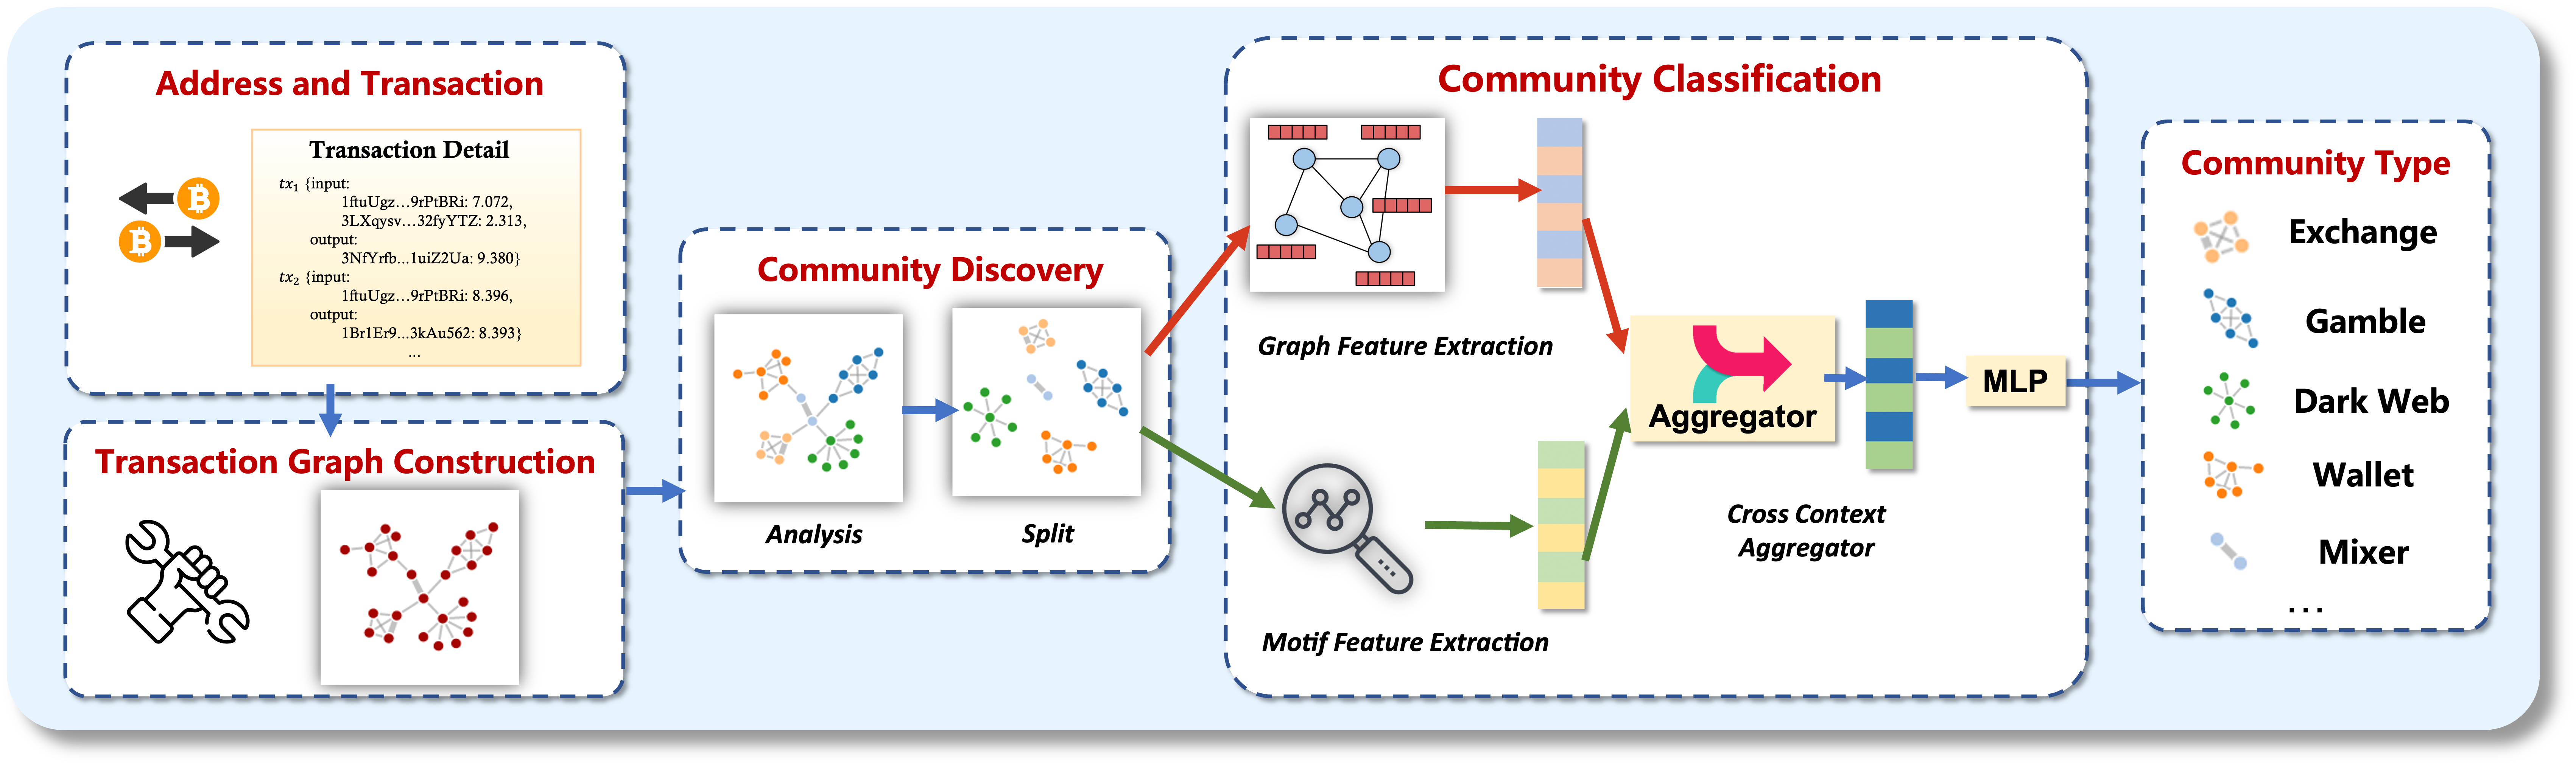 Address and Transaction
Transaction Detail
tx1 {input:
1ftuUgz...9rPtBRi: 7.072,
3LXqysv...32fyYTZ: 2.313,
output:
3NfYrfb...1uiZ2Ua: 9.380}
tx2 {input:
1ftuUgz...9rPtBRi: 8.396,
output:
1Br1Er9...3kAu562: 8.393}
...
Transaction Graph Construction
Community Discovery
Analysis
Split
Community Classification
Graph Feature Extraction
Motif Feature Extraction
Aggregator
Cross Context
Aggregator
MLP
Community Type
Exchange
Gamble
Dark Web
Wallet
Mixer
...